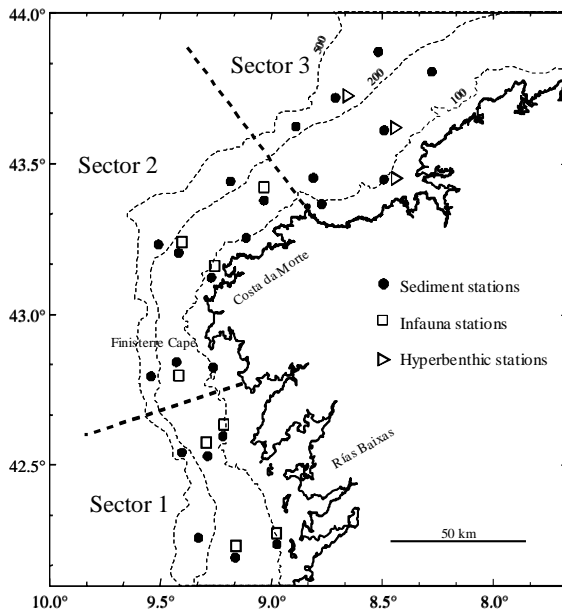 44.0°
Sector 3
500
200
100
43.5°
Sector 2
Costa da Morte
Sediment stations
43.0°
Infauna stations
Finisterre Cape
Hyperbenthic stations
42.5°
Rías Baixas
Sector 1
50 km
10.0° 9.5° 9.0° 8.5° 8.0°